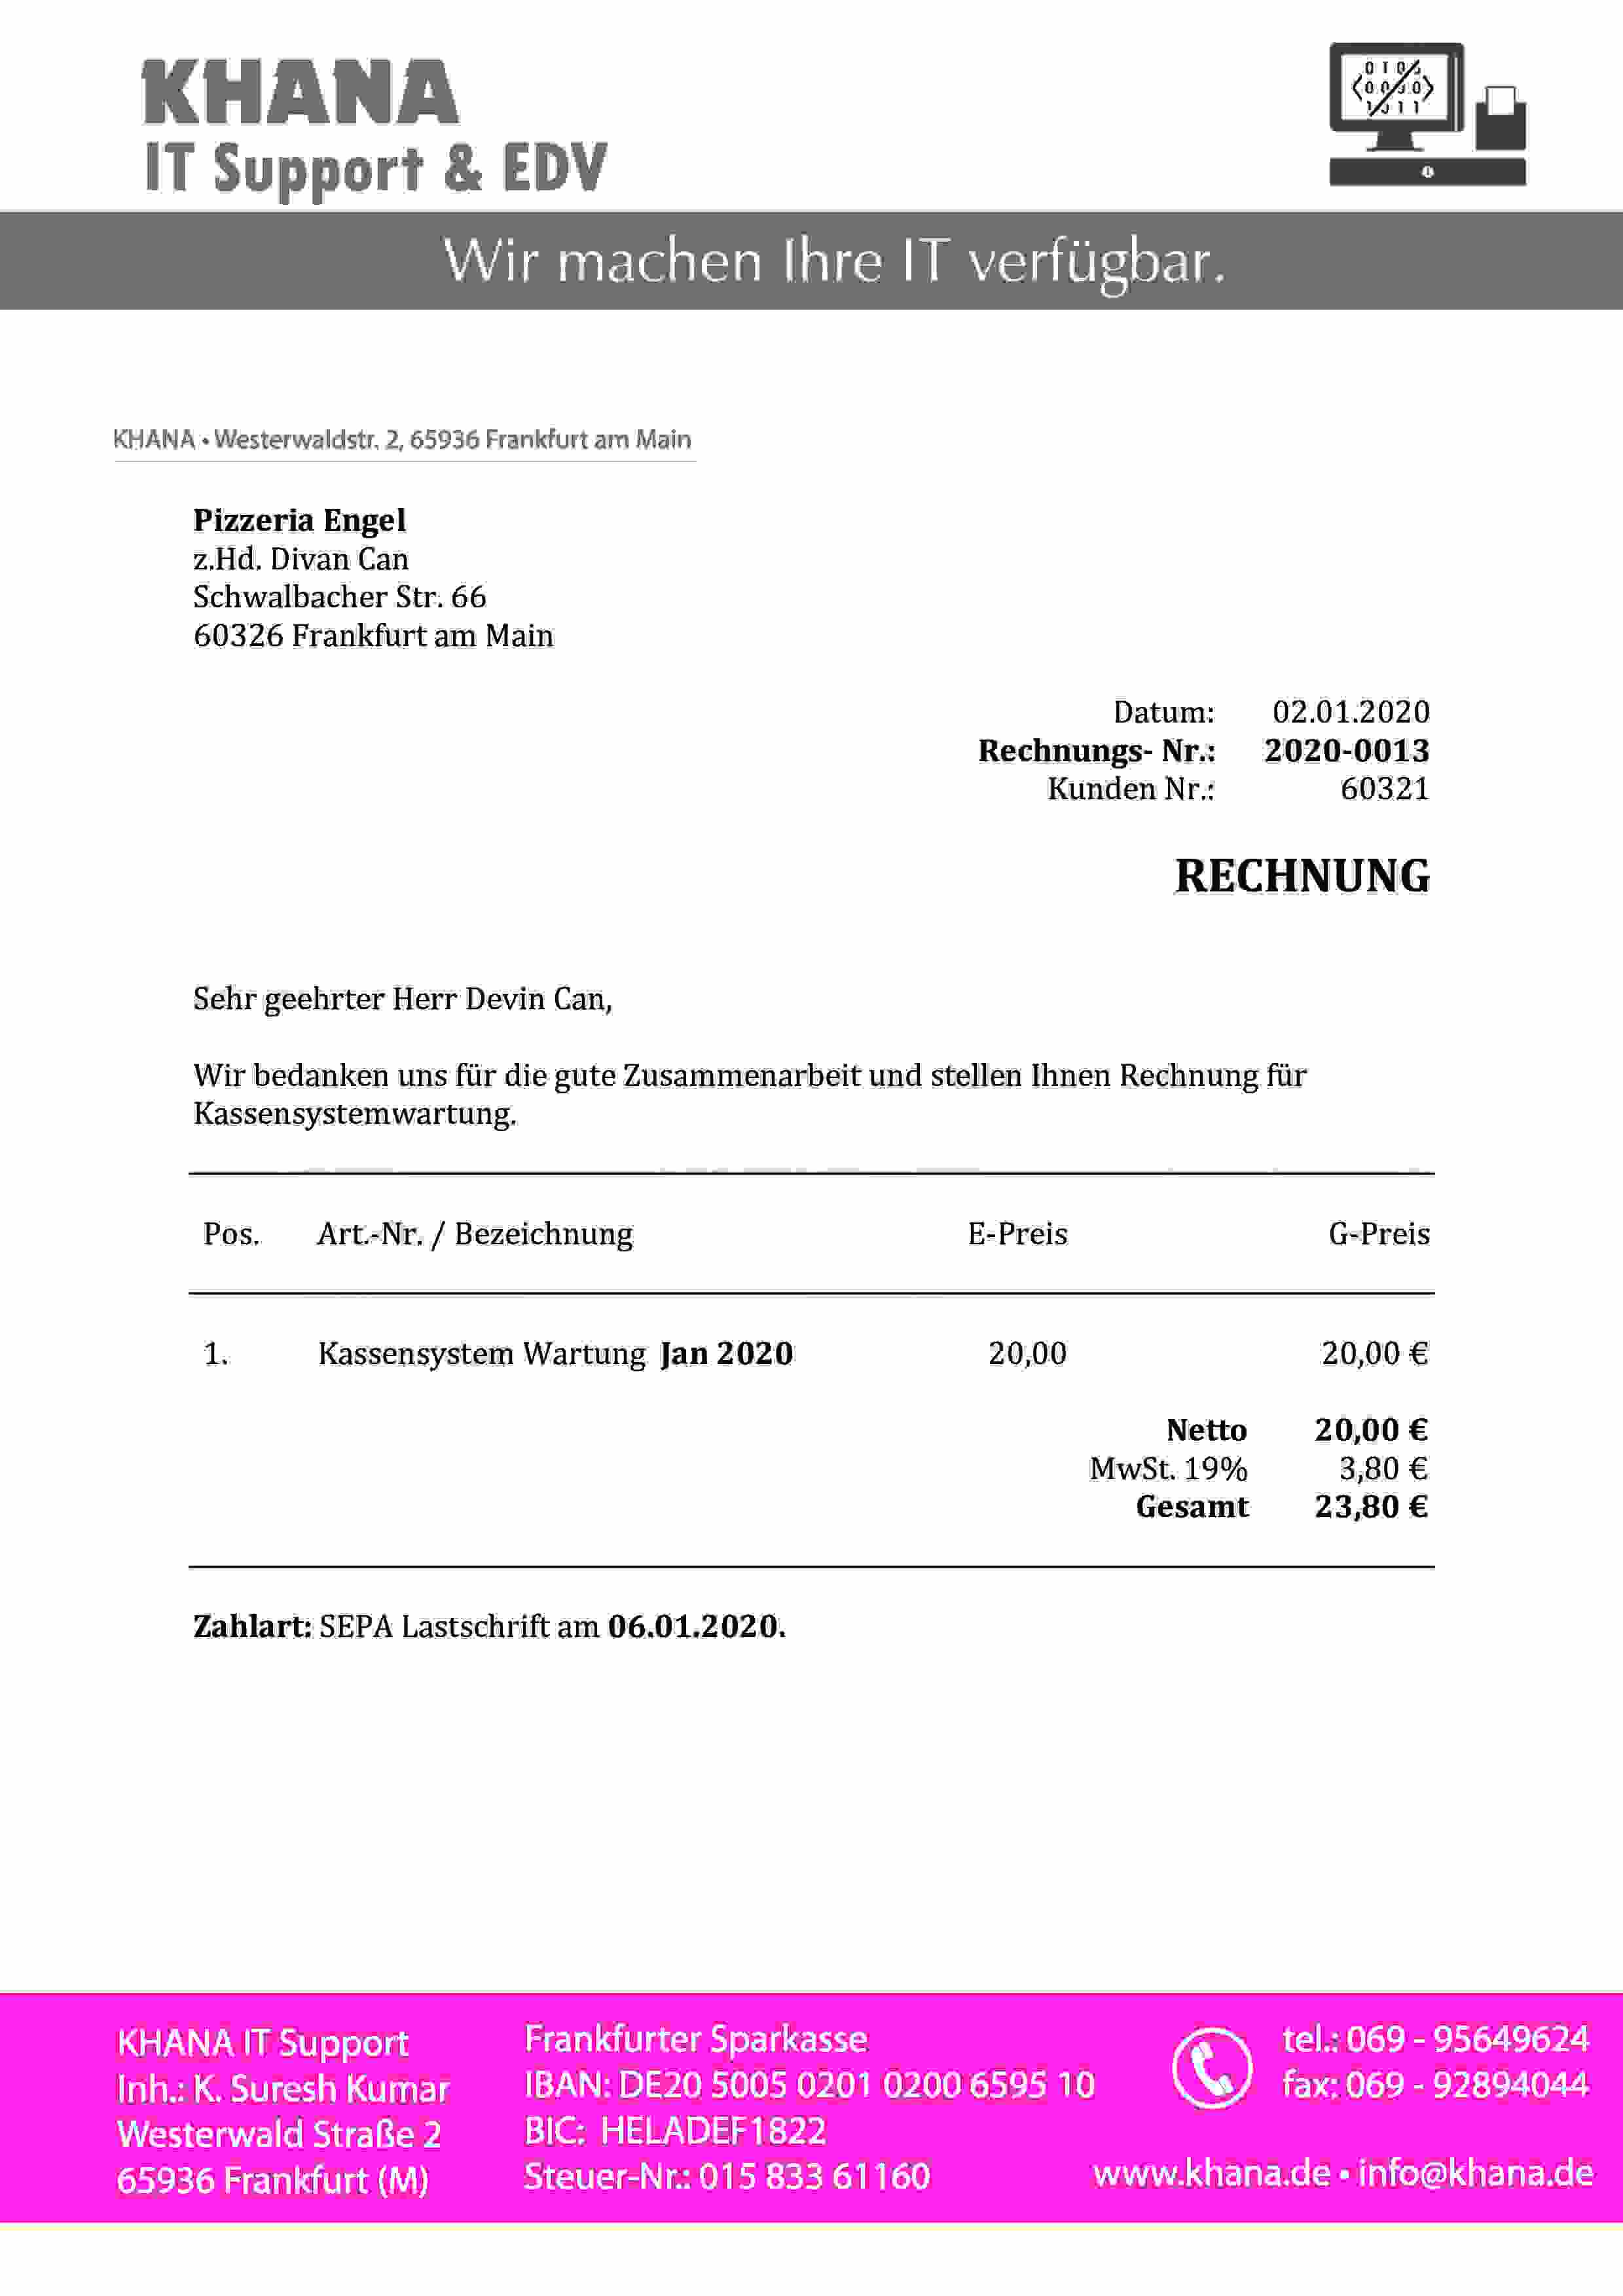 KHANA
IT Support & EDV
Wir machen Ihre IT verfügbar.
KHANA • Westerwaldstr. 2, 65936 Frankfurt am Main
Pizzeria Engel
z.Hd. Divan Can
Schwalbacher Str. 66
60326 Frankfurt am Main
Datum: 02.01.2020
Rechnungs- Nr.: 2020-0013
Kunden Nr.: 60321
RECHNUNG
Sehr geehrter Herr Devin Can,
Wir bedanken uns für die gute Zusammenarbeit und stellen Ihnen Rechnung für
Kassensystemwartung.
Pos. Art.-Nr. / Bezeichnung E-Preis G-Preis
1. Kassensystem Wartung Jan 2020 20,00 20,00 €
Netto 20,00 €
MwSt. 19% 3,80 €
Gesamt 23,80 €
Zahlart: SEPA Lastschrift am 06.01.2020.
KHANA IT Support
Inh.: K. Suresh Kumar
Westerwald Straße 2
65936 Frankfurt (M)
Frankfurter Sparkasse
IBAN: DE20 5005 0201 0200 6595 10
BIC: HELADEF1822
Steuer-Nr.: 015 833 61160
tel.: 069 - 95649624
fax: 069 - 92894044
www.khana.de • info@khana.de